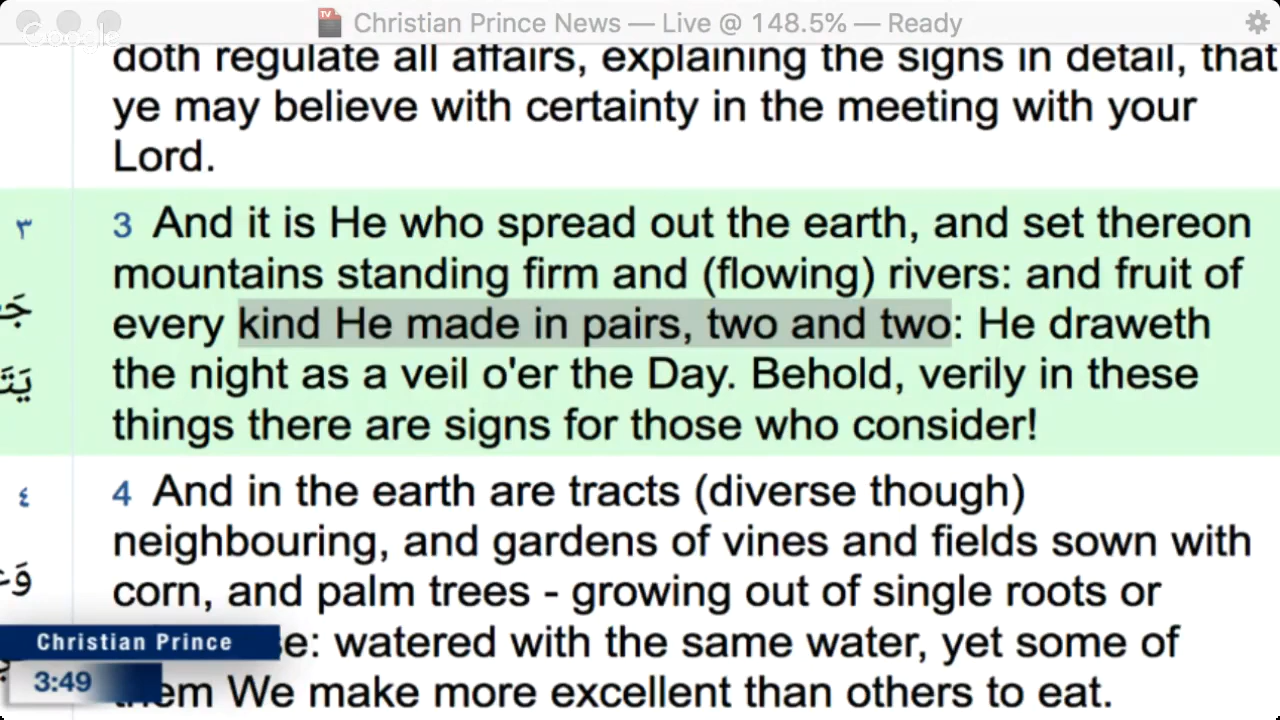 Christian Prince News — Live @ 148.5% — Ready
Google
doth regulate all affairs, explaining the signs in detail, that
ye may believe with certainty in the meeting with your
Lord.
٣
3 And it is He who spread out the earth, and set thereon
mountains standing firm and (flowing) rivers: and fruit of
every kind He made in pairs, two and two: He draweth
the night as a veil o'er the Day. Behold, verily in these
things there are signs for those who consider!
٤
4 And in the earth are tracts (diverse though)
neighbouring, and gardens of vines and fields sown with
corn, and palm trees - growing out of single roots or
Christian Prince
: watered with the same water, yet some of
3:49
We make more excellent than others to eat.